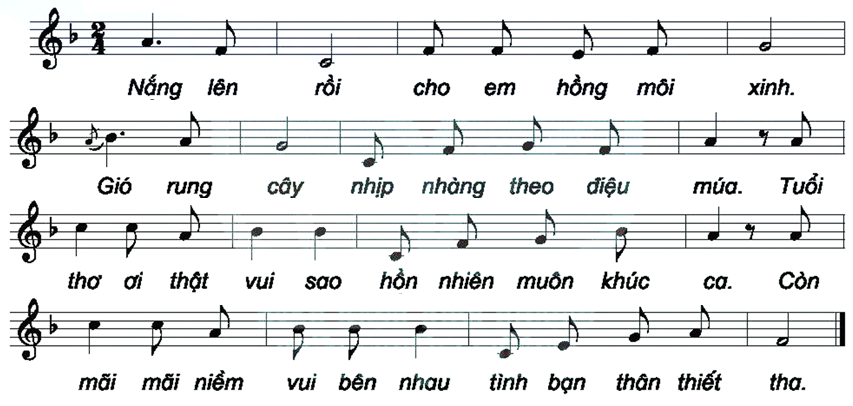 2
4
Nắng lên rồi cho em hồng môi xinh.
Gió rung cây nhịp nhàng theo điệu múa. Tuổi
thơ ơi thật vui sao hồn nhiên muôn khúc ca. Còn
mãi mãi niềm vui bên nhau tình bạn thân thiết tha.